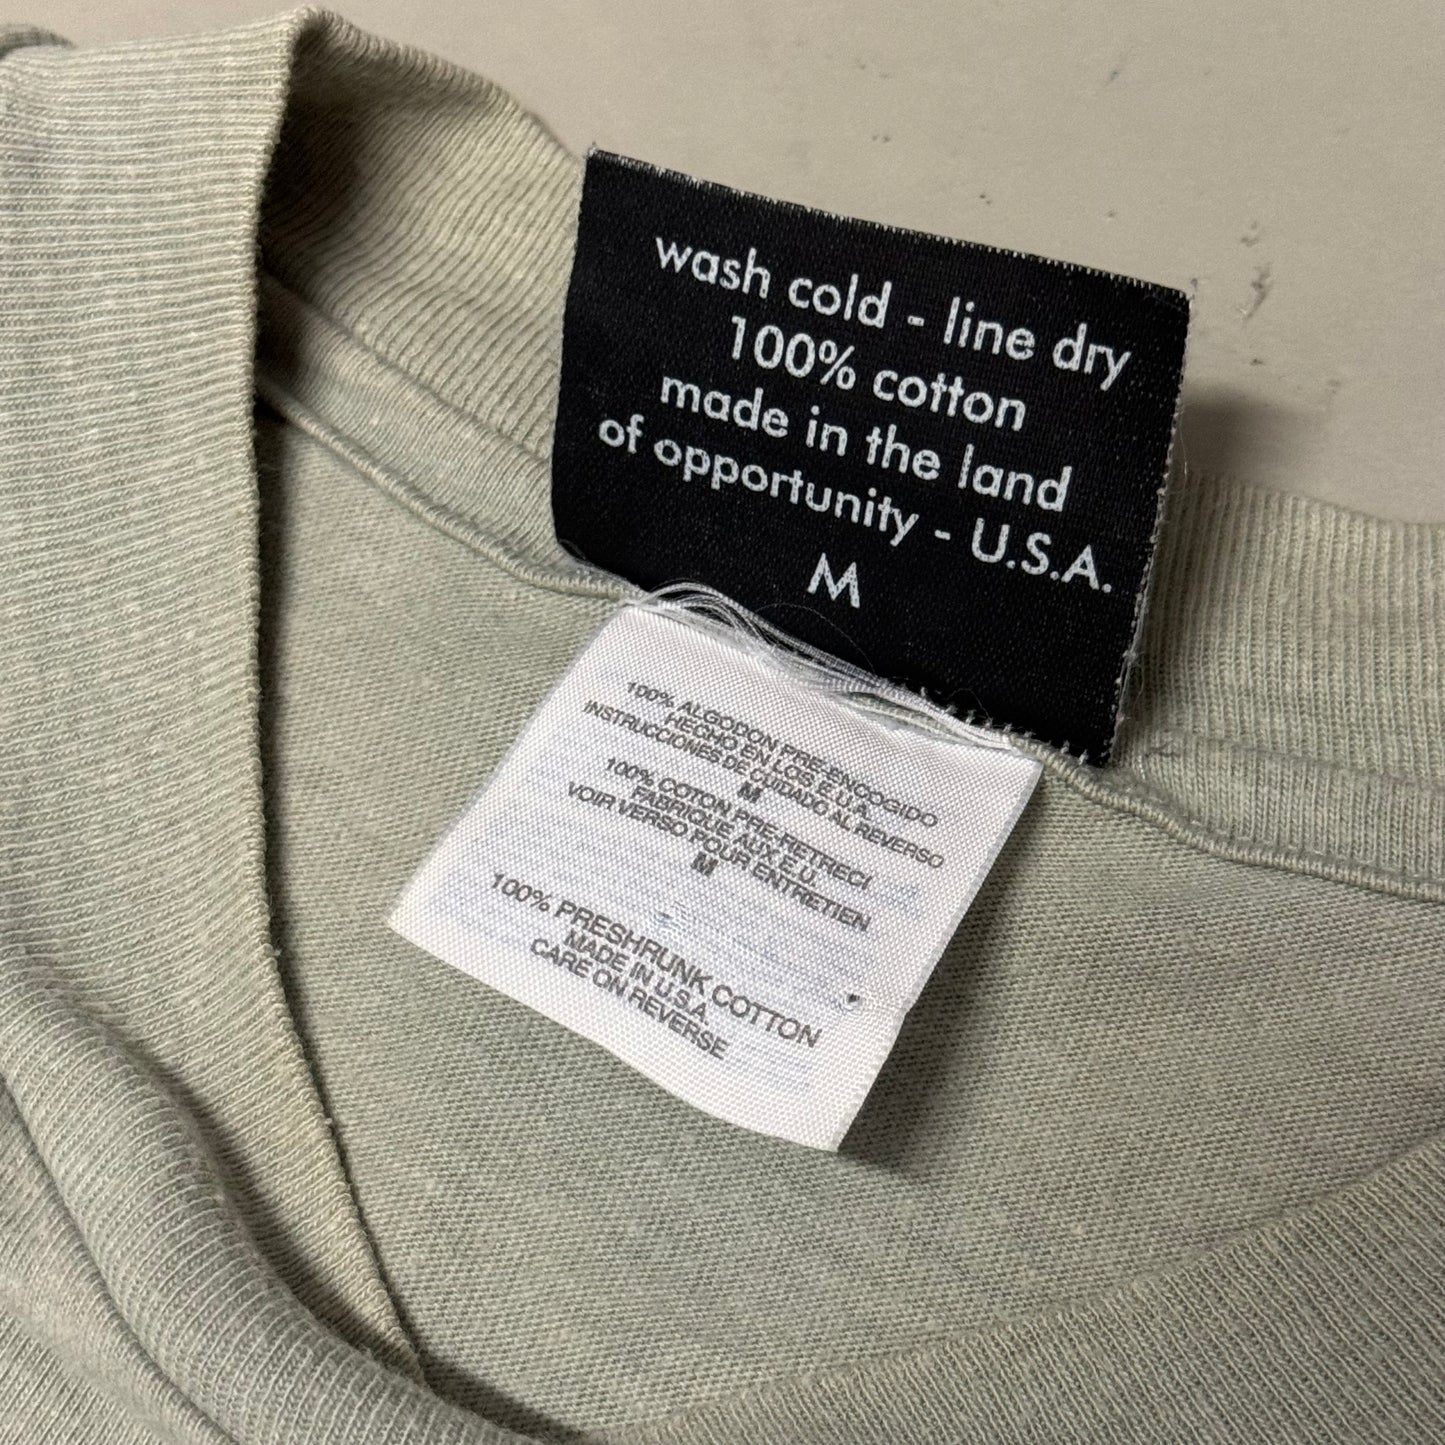 wash cold - line dry
100% cotton
made in the land
of opportunity - U.S.A.
M
100% ALGODON PRE-ENCOGIDO
HECHO EN LOS E.U.A.
INSTRUCCIONES DE CUIDADO AL REVERSO
M
100% COTON PRE-RETRECI
FABRIQUE AUX E.U.
VOIR VERSO POUR ENTRETIEN
M
100% PRESHRUNK COTTON
MADE IN U.S.A.
CARE ON REVERSE